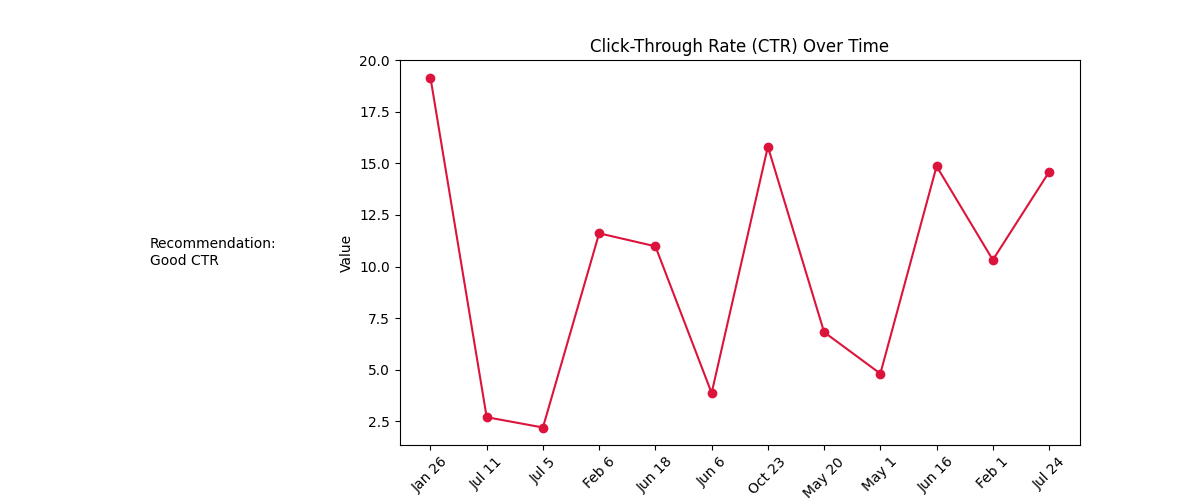 Click-Through Rate (CTR) Over Time
Recommendation:
Good CTR
Value
20.0
17.5
15.0
12.5
10.0
7.5
5.0
2.5
Jan 26
Jul 11
Jul 5
Feb 6
Jun 18
Jun 6
Oct 23
May 20
May 1
Jun 16
Feb 1
Jul 24